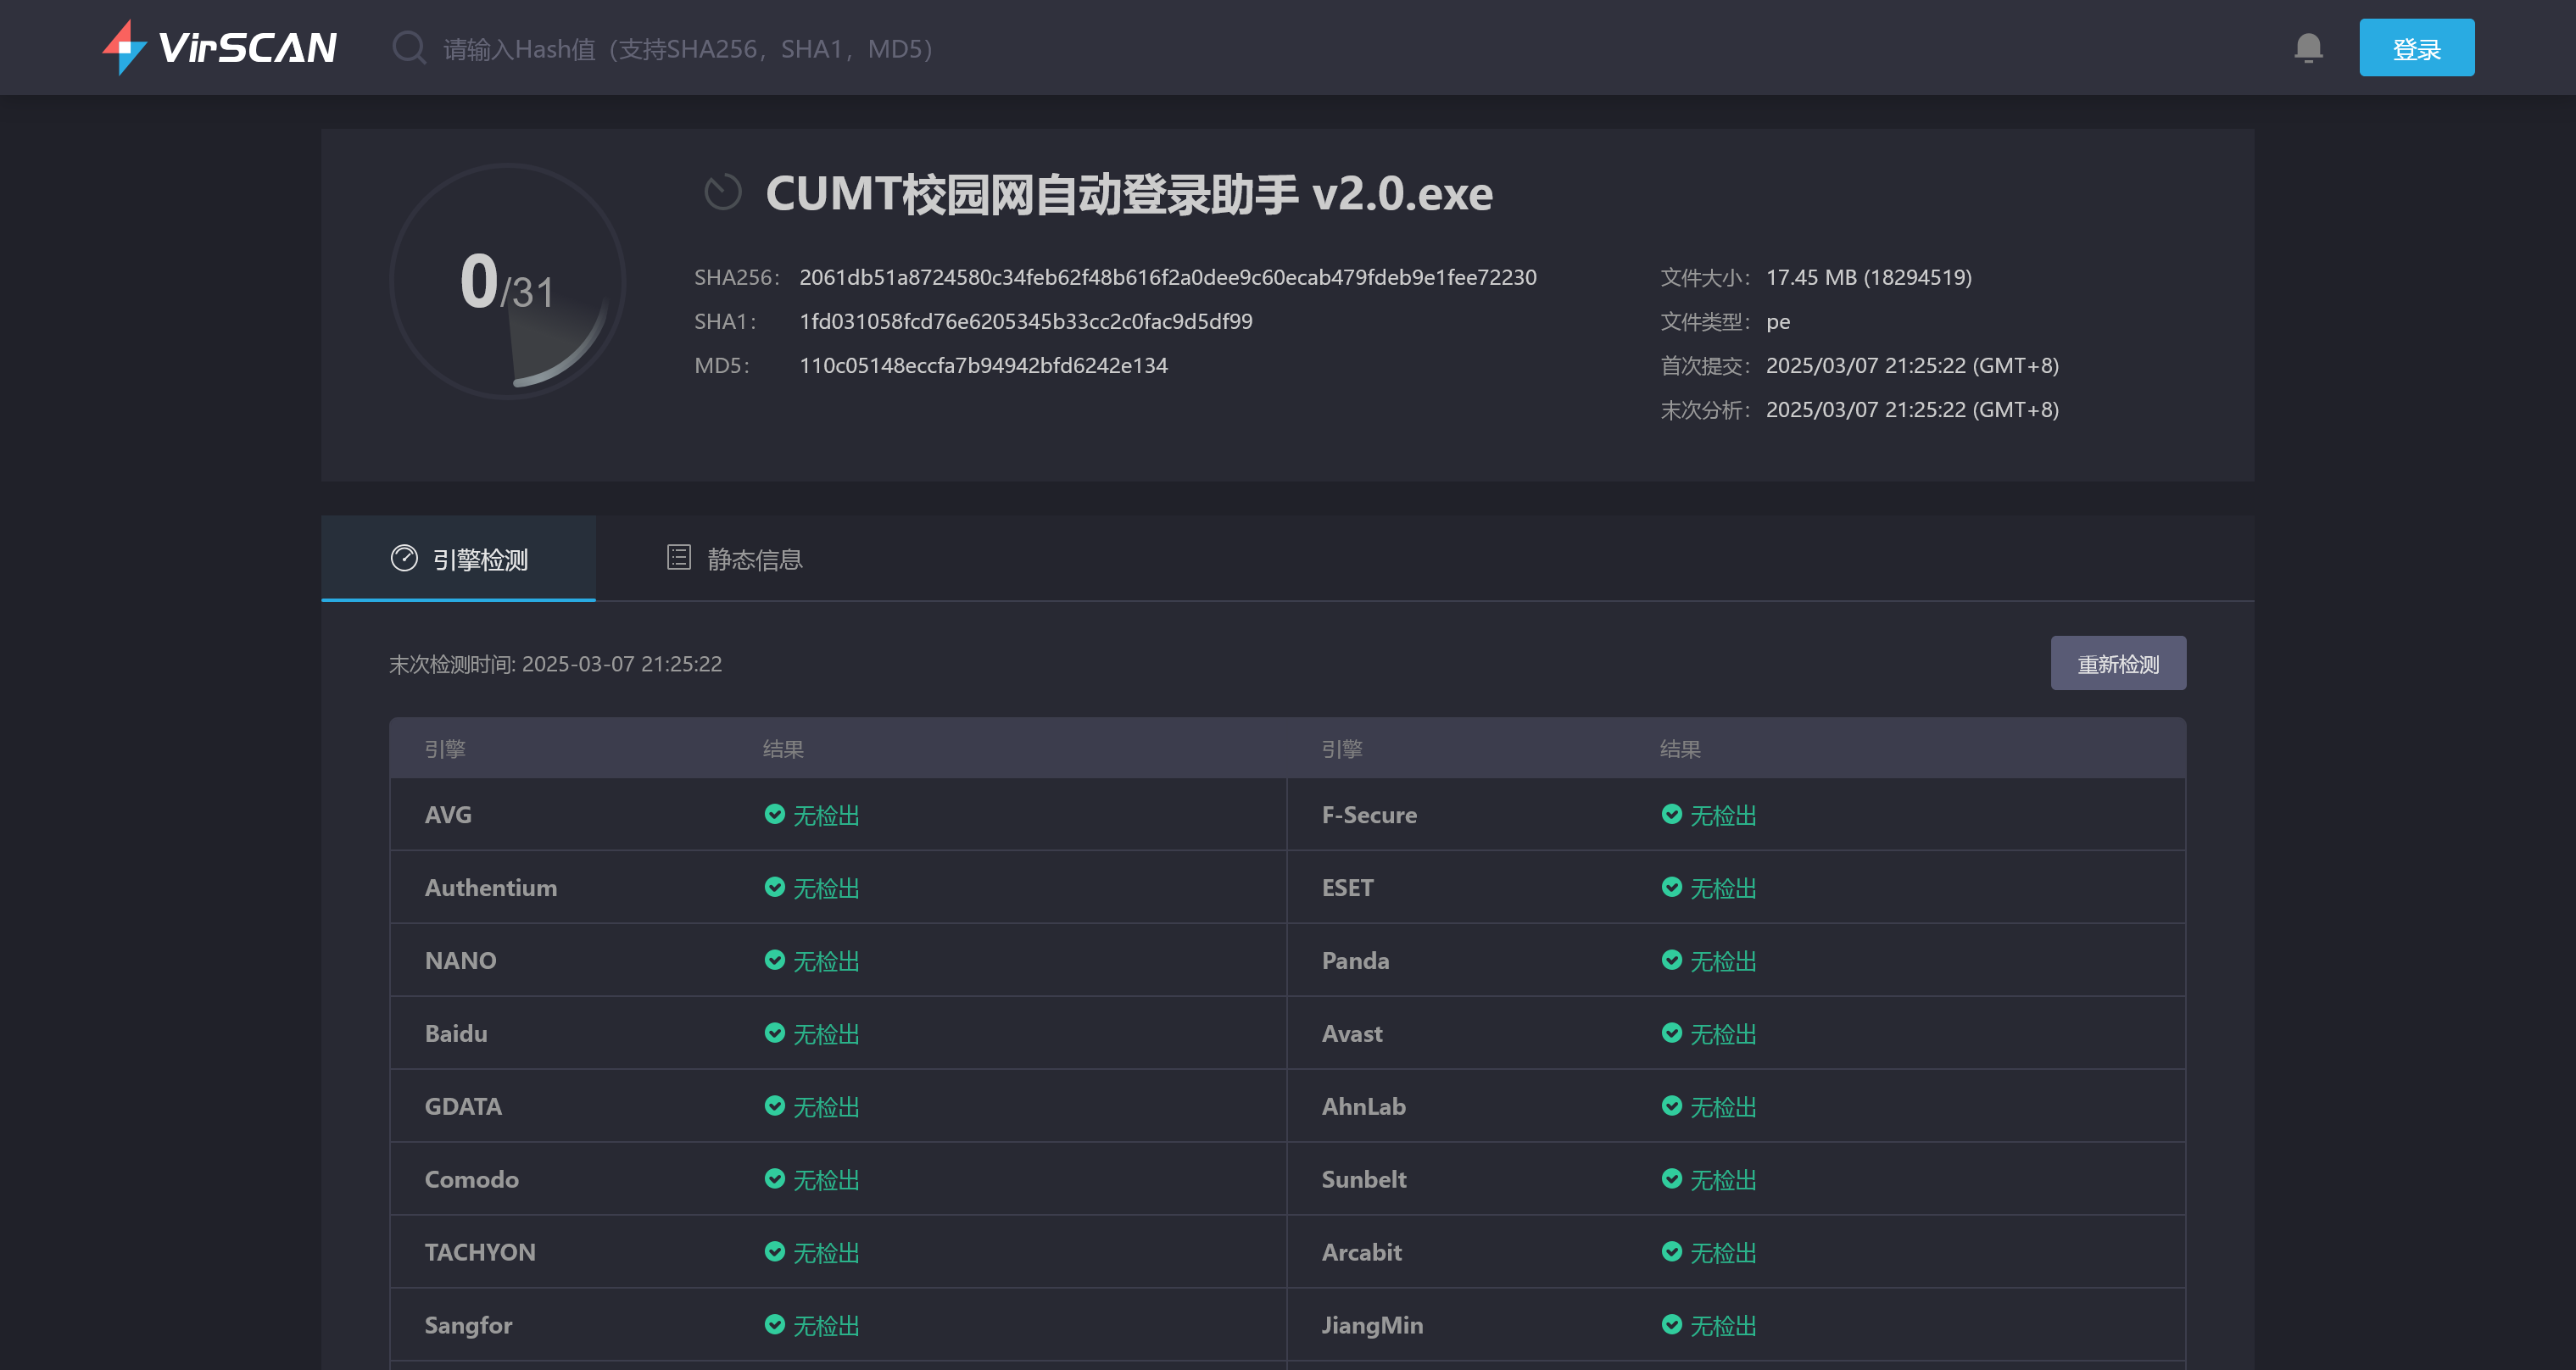 VirSCAN 请输入Hash值（支持SHA256，SHA1，MD5） 登录
CUMT校园网自动登录助手 v2.0.exe
0/31
SHA256： 2061db51a8724580c34feb62f48b616f2a0dee9c60ecab479fdeb9e1fee72230 文件大小： 17.45 MB (18294519)
SHA1： 1fd031058fcd76e6205345b33cc2c0fac9d5df99 文件类型： pe
MD5： 110c05148eccfa7b94942bfd6242e134 首次提交： 2025/03/07 21:25:22 (GMT+8)
末次分析： 2025/03/07 21:25:22 (GMT+8)
引擎检测 静态信息
末次检测时间: 2025-03-07 21:25:22 重新检测
引擎 结果 引擎 结果
AVG 无检出 F-Secure 无检出
Authentium 无检出 ESET 无检出
NANO 无检出 Panda 无检出
Baidu 无检出 Avast 无检出
GDATA 无检出 AhnLab 无检出
Comodo 无检出 Sunbelt 无检出
TACHYON 无检出 Arcabit 无检出
Sangfor 无检出 JiangMin 无检出